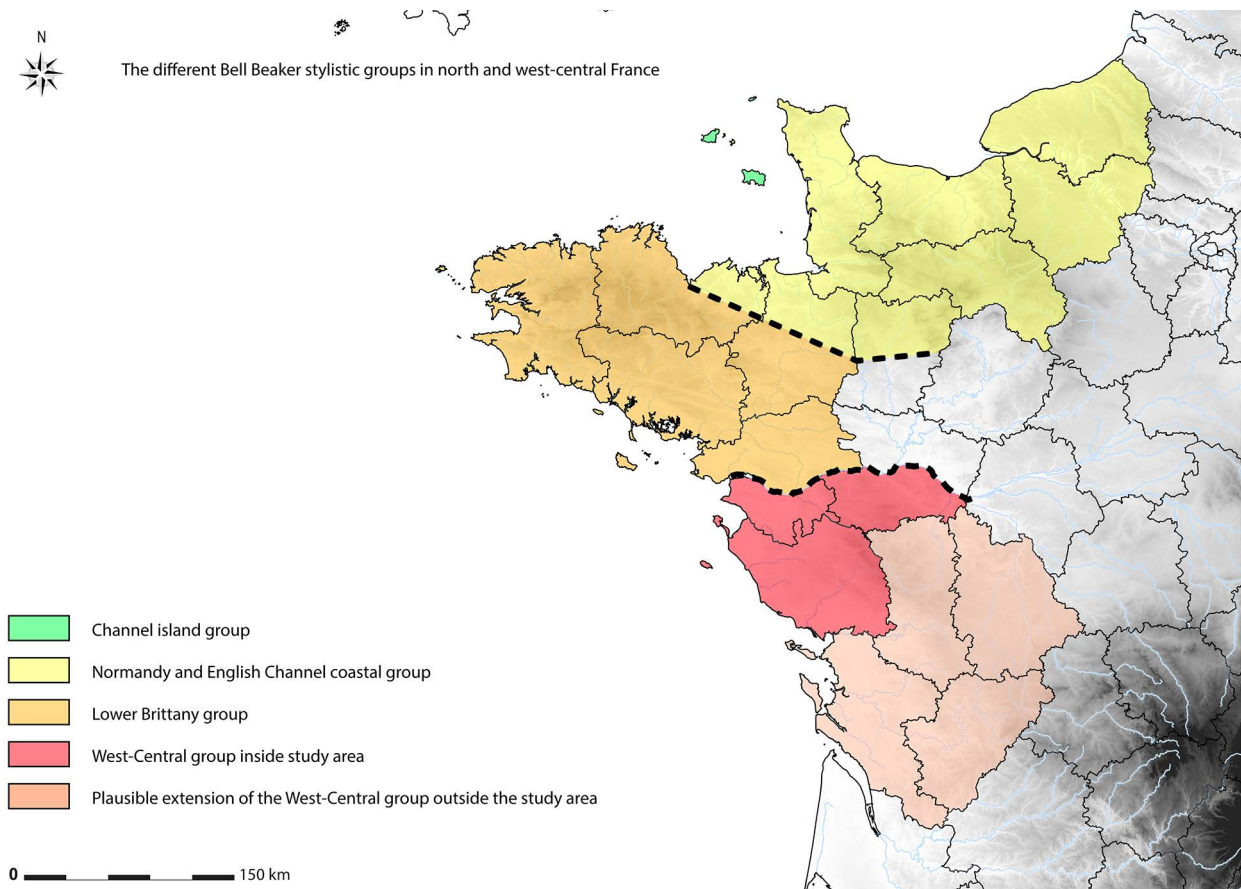 N
The different Bell Beaker stylistic groups in north and west-central France
Channel island group
Normandy and English Channel coastal group
Lower Brittany group
West-Central group inside study area
Plausible extension of the West-Central group outside the study area
0 150 km